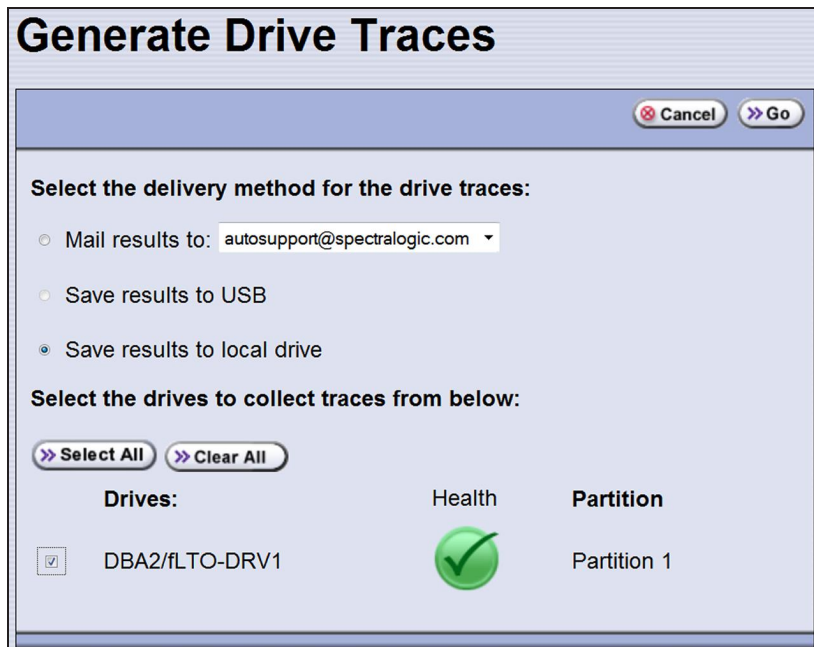 Generate Drive Traces
Cancel Go
Select the delivery method for the drive traces:
Mail results to: autosupport@spectralogic.com
Save results to USB
Save results to local drive
Select the drives to collect traces from below:
Select All Clear All
Drives: Health Partition
DBA2/fLTO-DRV1 Partition 1